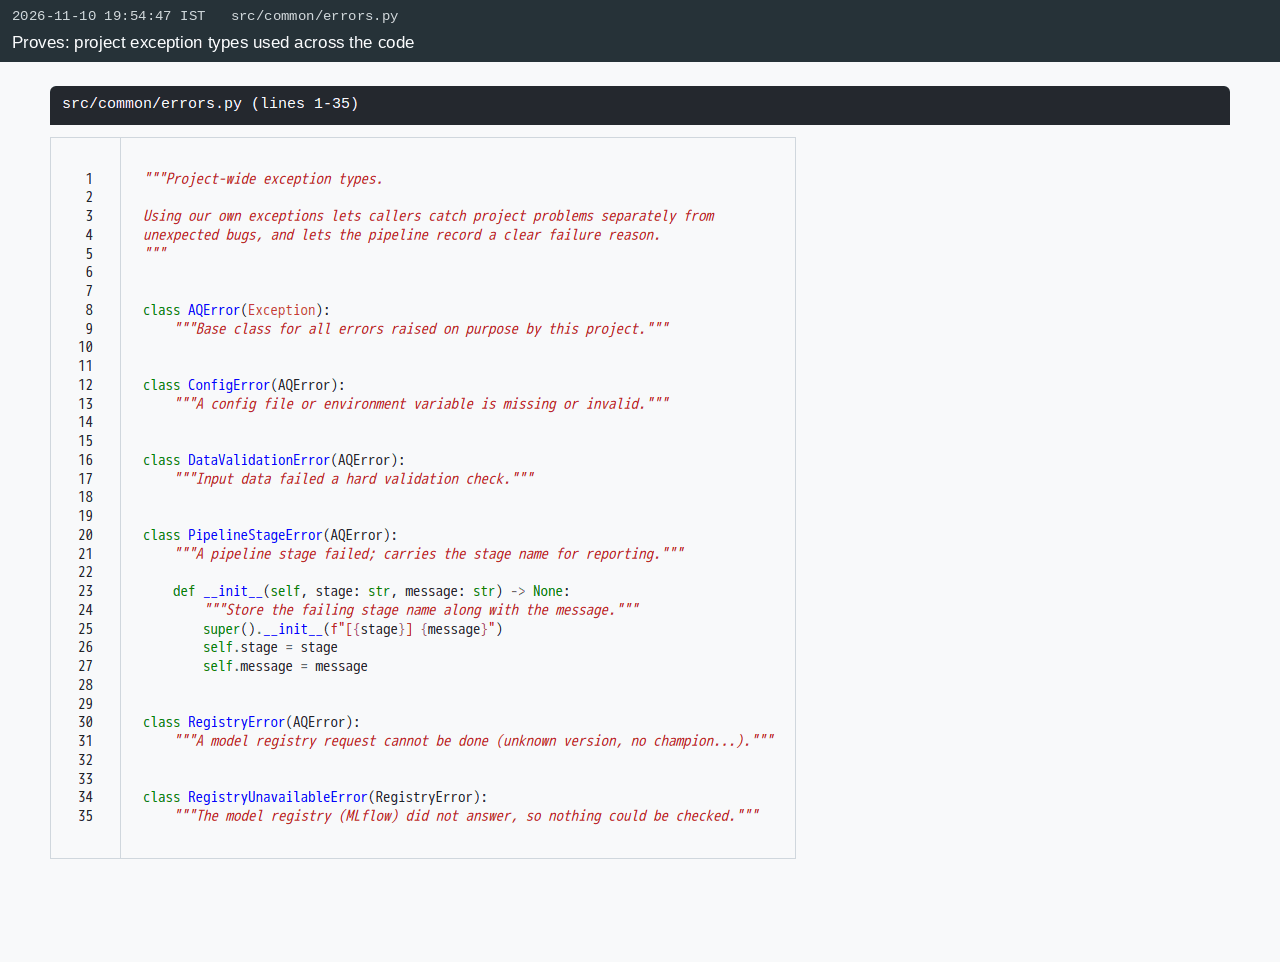 2026-11-10 19:54:47 IST   src/common/errors.py
Proves: project exception types used across the code
src/common/errors.py (lines 1-35)
1 """Project-wide exception types.
2
3 Using our own exceptions lets callers catch project problems separately from
4 unexpected bugs, and lets the pipeline record a clear failure reason.
5 """
6
7
8 class AQError(Exception):
9     """Base class for all errors raised on purpose by this project."""
10
11
12 class ConfigError(AQError):
13     """A config file or environment variable is missing or invalid."""
14
15
16 class DataValidationError(AQError):
17     """Input data failed a hard validation check."""
18
19
20 class PipelineStageError(AQError):
21     """A pipeline stage failed; carries the stage name for reporting."""
22
23     def __init__(self, stage: str, message: str) -> None:
24         """Store the failing stage name along with the message."""
25         super().__init__(f"[{stage}] {message}")
26         self.stage = stage
27         self.message = message
28
29
30 class RegistryError(AQError):
31     """A model registry request cannot be done (unknown version, no champion...)."""
32
33
34 class RegistryUnavailableError(RegistryError):
35     """The model registry (MLflow) did not answer, so nothing could be checked."""